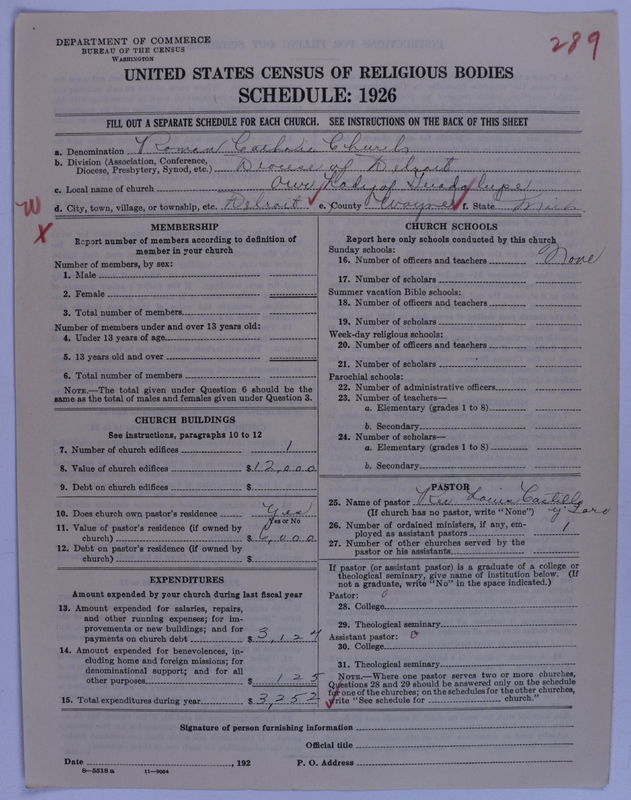 289
DEPARTMENT OF COMMERCE
BUREAU OF THE CENSUS
WASHINGTON
UNITED STATES CENSUS OF RELIGIOUS BODIES
SCHEDULE: 1926
FILL OUT A SEPARATE SCHEDULE FOR EACH CHURCH. SEE INSTRUCTIONS ON THE BACK OF THIS SHEET
a. Denomination Roman Catholic Church
b. Division (Association, Conference, Diocese, Presbytery, Synod, etc.) Diocese of Detroit
c. Local name of church Our Lady of Guadalupe
d. City, town, village, or township, etc. Detroit e. County Wayne f. State Mich
W
X
MEMBERSHIP
Report number of members according to definition of
member in your church
Number of members, by sex:
1. Male
2. Female
3. Total number of members
Number of members under and over 13 years old:
4. Under 13 years of age
5. 13 years old and over
6. Total number of members
NOTE.—The total given under Question 6 should be the
same as the total of males and females given under Question 3.
CHURCH BUILDINGS
See instructions, paragraphs 10 to 12
7. Number of church edifices 1
8. Value of church edifices $12,000
9. Debt on church edifices $
10. Does church own pastor's residence Yes
Yes or No
11. Value of pastor's residence (if owned by
church) $6,000
12. Debt on pastor's residence (if owned by
church) $
EXPENDITURES
Amount expended by your church during last fiscal year
13. Amount expended for salaries, repairs,
and other running expenses; for im-
provements or new buildings; and for
payments on church debt $3,127
14. Amount expended for benevolences, in-
cluding home and foreign missions; for
denominational support; and for all
other purposes $125
15. Total expenditures during year $3,252
CHURCH SCHOOLS
Report here only schools conducted by this church
Sunday schools:
16. Number of officers and teachers None
17. Number of scholars
Summer vacation Bible schools:
18. Number of officers and teachers
19. Number of scholars
Week-day religious schools:
20. Number of officers and teachers
21. Number of scholars
Parochial schools:
22. Number of administrative officers
23. Number of teachers—
a. Elementary (grades 1 to 8)
b. Secondary
24. Number of scholars—
a. Elementary (grades 1 to 8)
b. Secondary
PASTOR
25. Name of pastor Rev Louis Castillo
(If church has no pastor, write "None") y
26. Number of ordained ministers, if any, em-
ployed as assistant pastors 1
27. Number of other churches served by the
pastor or his assistants
If pastor (or assistant pastor) is a graduate of a college or
theological seminary, give name of institution below. (If
not a graduate, write "No" in the space indicated.)
Pastor: 0
28. College
29. Theological seminary
Assistant pastor: 0
30. College
31. Theological seminary
NOTE.—Where one pastor serves two or more churches,
Questions 28 and 29 should be answered only on the schedule
for one of the churches; on the schedules for the other churches,
write "See schedule for church."
Signature of person furnishing information
Official title
Date , 192 P. O. Address
8—5518a 11—9034